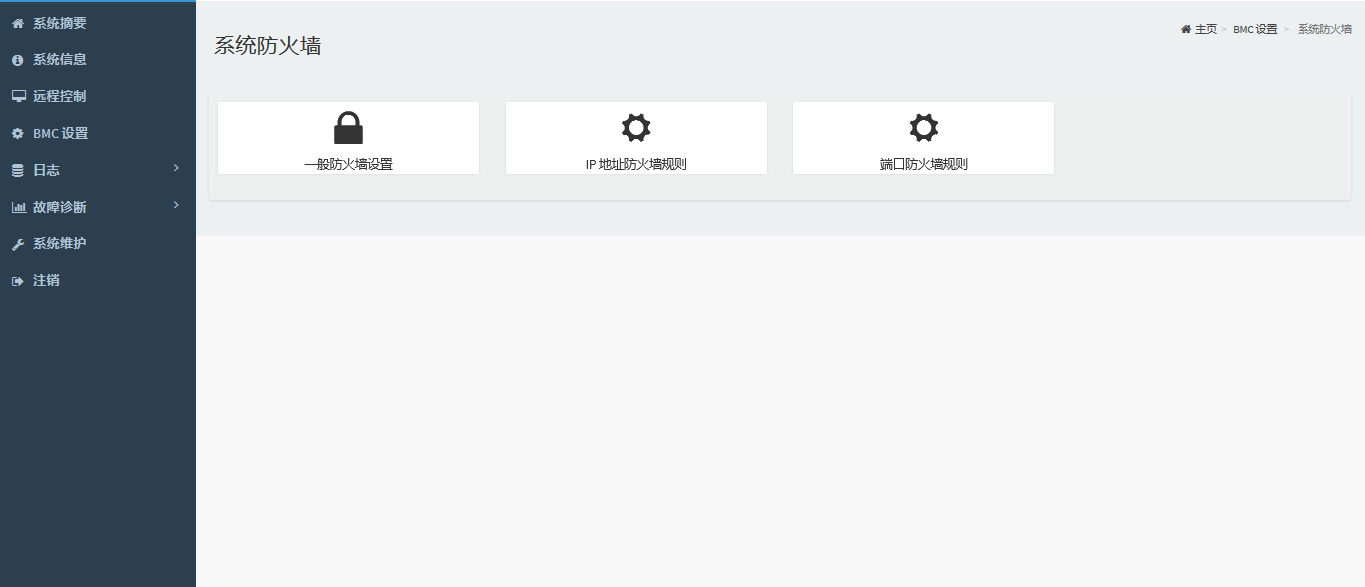 系统摘要
系统信息
远程控制
BMC 设置
日志
故障诊断
系统维护
注销
系统防火墙
主页 > BMC 设置 > 系统防火墙
一般防火墙设置
IP 地址防火墙规则
端口防火墙规则